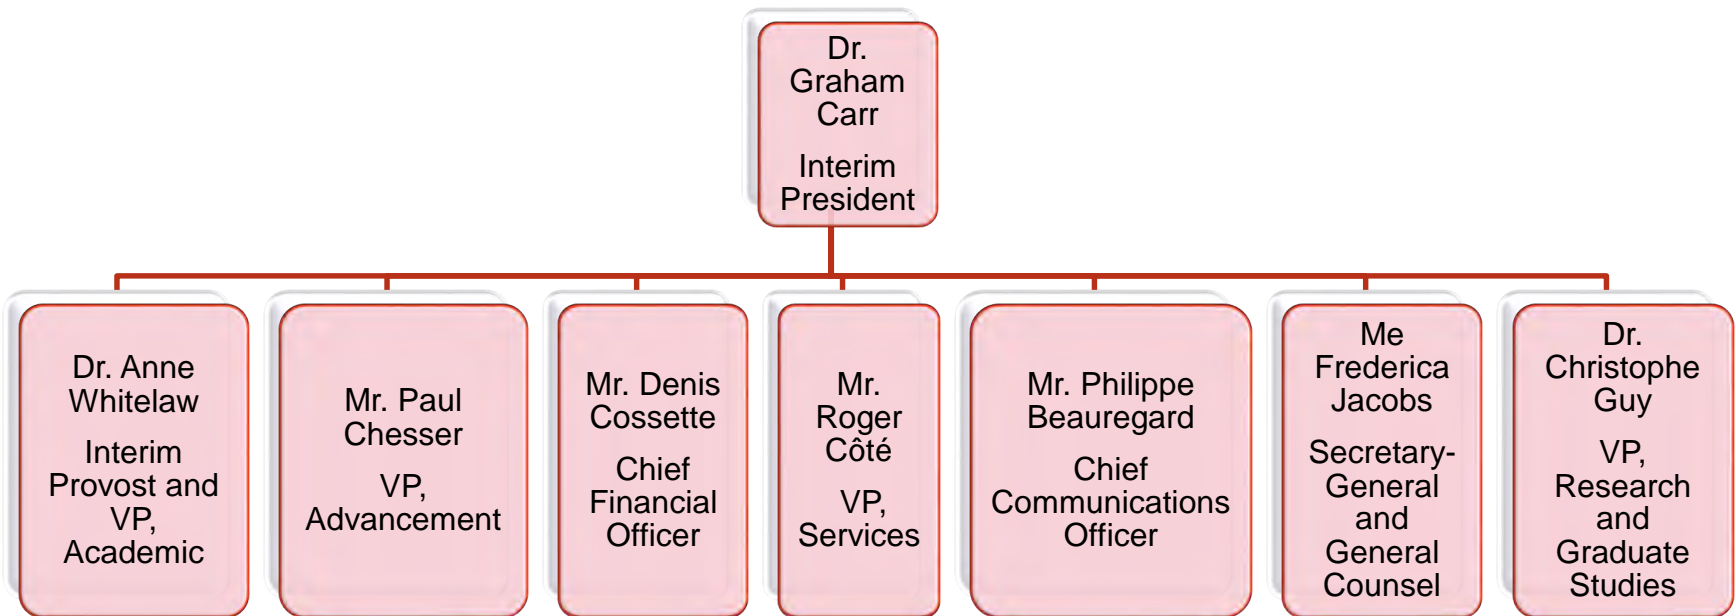 Dr.
Graham
Carr
Interim
President
Dr. Anne
Whitelaw
Interim
Provost and
VP,
Academic
Mr. Paul
Chesser
VP,
Advancement
Mr. Denis
Cossette
Chief
Financial
Officer
Mr.
Roger
Côté
VP,
Services
Mr. Philippe
Beauregard
Chief
Communications
Officer
Me
Frederica
Jacobs
Secretary-
General
and
General
Counsel
Dr.
Christophe
Guy
VP,
Research
and
Graduate
Studies